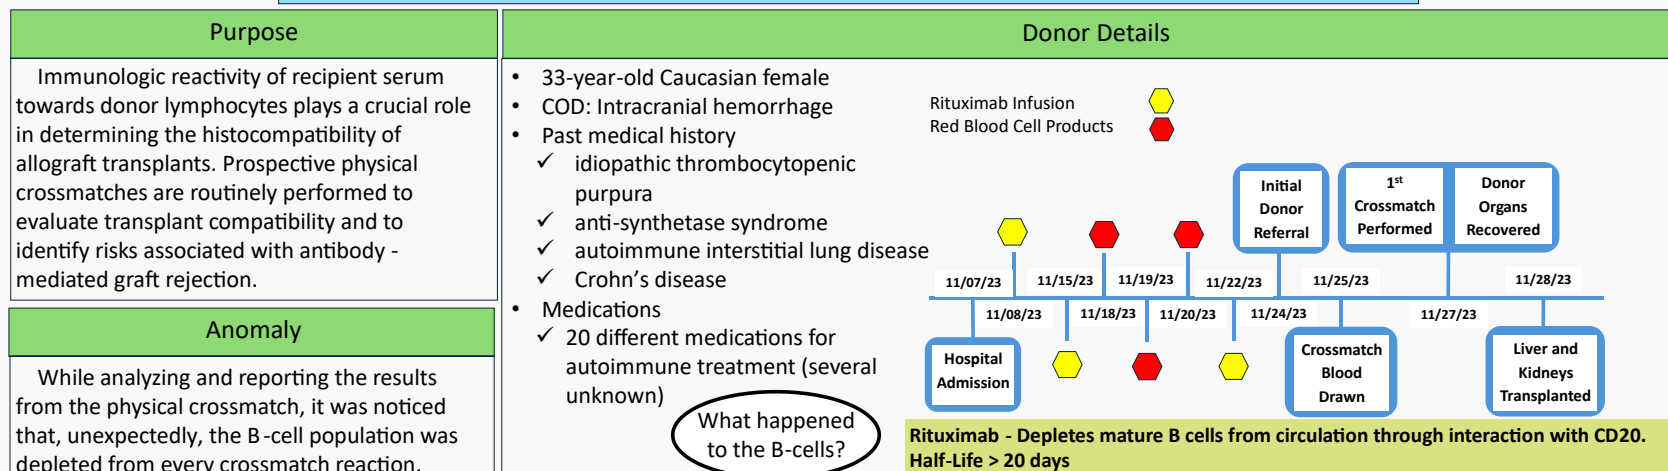 Purpose
Immunologic reactivity of recipient serum
towards donor lymphocytes plays a crucial role
in determining the histocompatibility of
allograft transplants. Prospective physical
crossmatches are routinely performed to
evaluate transplant compatibility and to
identify risks associated with antibody -
mediated graft rejection.
Anomaly
While analyzing and reporting the results
from the physical crossmatch, it was noticed
that, unexpectedly, the B-cell population was
depleted from every crossmatch reaction.
Donor Details
• 33-year-old Caucasian female
• COD: Intracranial hemorrhage
• Past medical history
✓ idiopathic thrombocytopenic
purpura
✓ anti-synthetase syndrome
✓ autoimmune interstitial lung disease
✓ Crohn’s disease
• Medications
✓ 20 different medications for
autoimmune treatment (several
unknown)
What happened
to the B-cells?
Rituximab Infusion
Red Blood Cell Products
Initial
Donor
Referral
1st
Crossmatch
Performed
Donor
Organs
Recovered
11/07/23
11/15/23
11/19/23
11/22/23
11/25/23
11/28/23
11/08/23
11/18/23
11/20/23
11/24/23
11/27/23
Hospital
Admission
Crossmatch
Blood
Drawn
Liver and
Kidneys
Transplanted
Rituximab - Depletes mature B cells from circulation through interaction with CD20.
Half-Life > 20 days